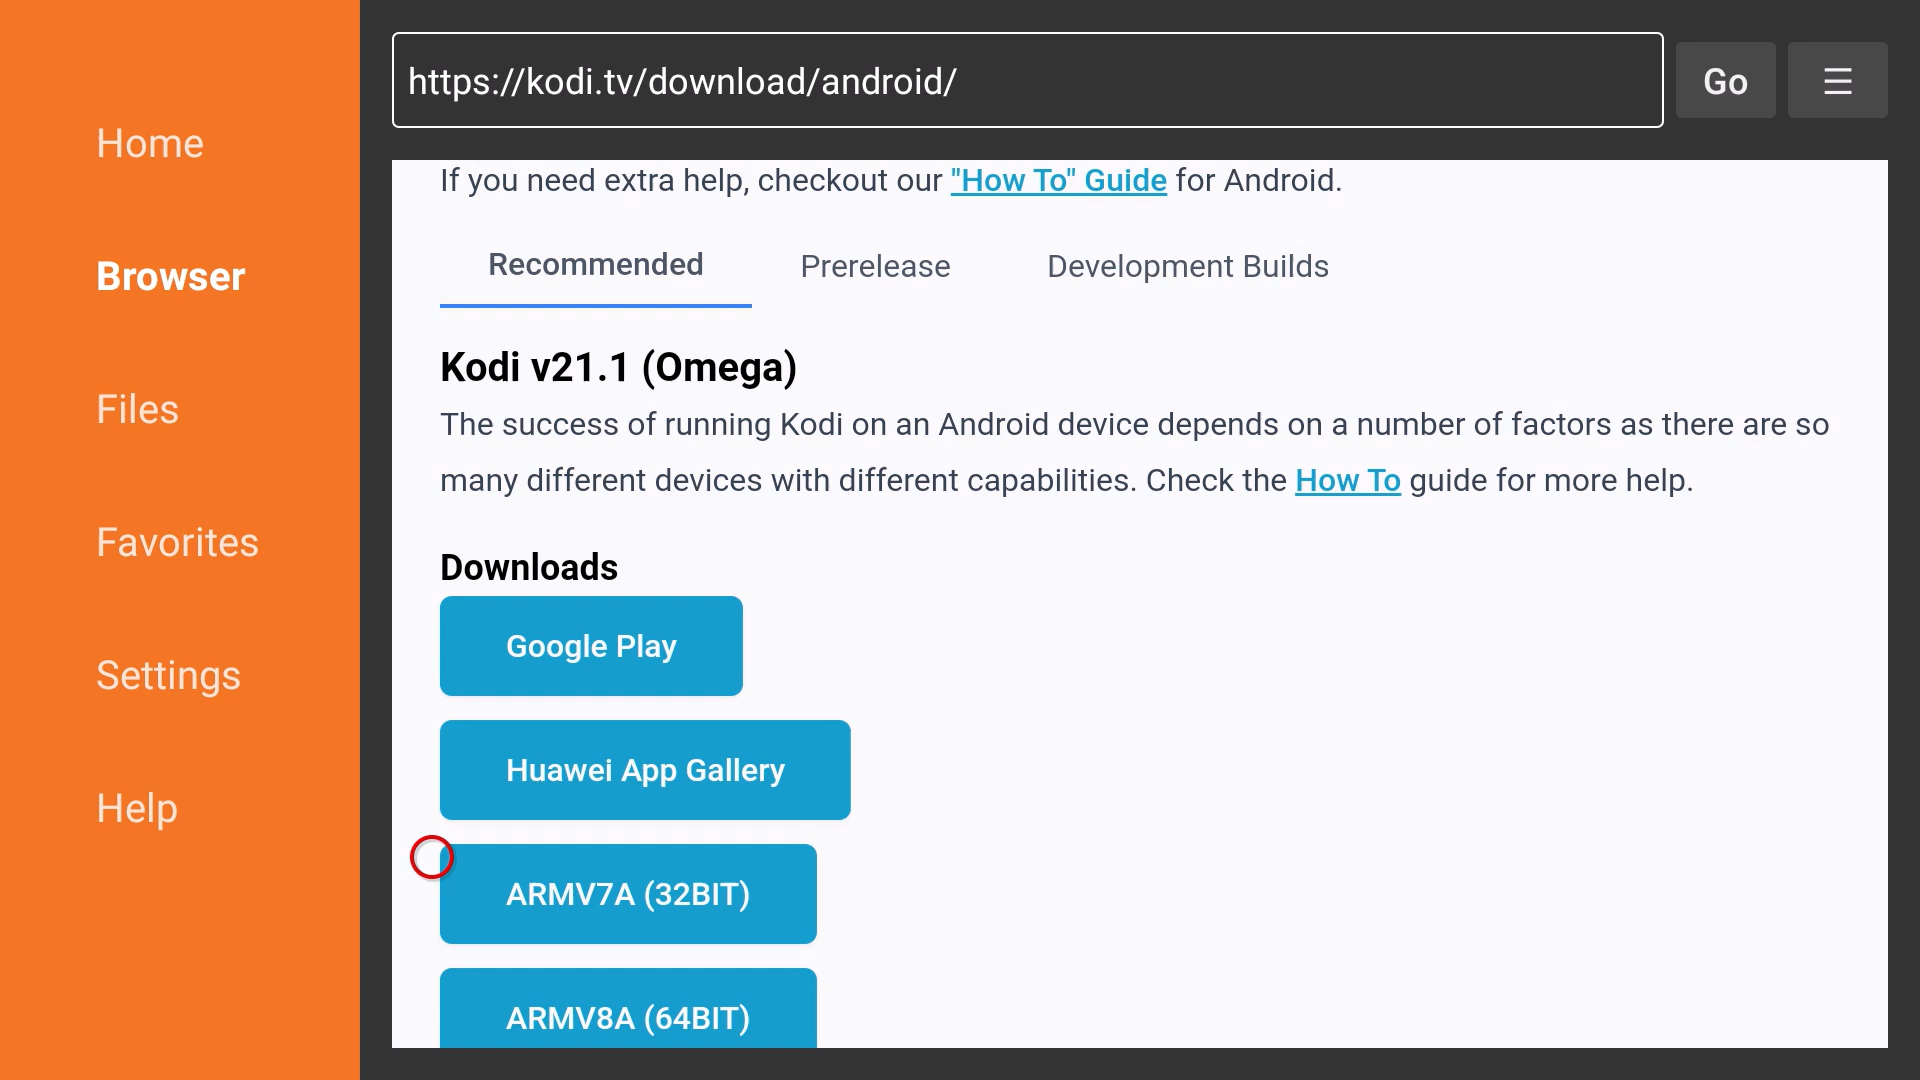 Home
Browser
Files
Favorites
Settings
Help
https://kodi.tv/download/android/
Go
If you need extra help, checkout our "How To" Guide for Android.
Recommended Prerelease Development Builds
Kodi v21.1 (Omega)
The success of running Kodi on an Android device depends on a number of factors as there are so
many different devices with different capabilities. Check the How To guide for more help.
Downloads
Google Play
Huawei App Gallery
ARMV7A (32BIT)
ARMV8A (64BIT)